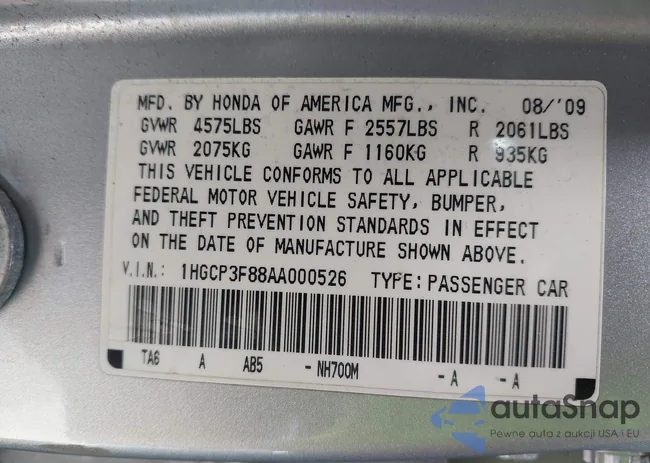 MFD. BY HONDA OF AMERICA MFG., INC. 08/'09
GVWR 4575LBS GAWR F 2557LBS R 2061LBS
GVWR 2075KG GAWR F 1160KG R 935KG
THIS VEHICLE CONFORMS TO ALL APPLICABLE
FEDERAL MOTOR VEHICLE SAFETY, BUMPER,
AND THEFT PREVENTION STANDARDS IN EFFECT
ON THE DATE OF MANUFACTURE SHOWN ABOVE.
V.I.N.: 1HGCP3F88AA000526 TYPE:PASSENGER CAR
TA6 A AB5 -NH700M -A -A
autoSnap
Pewne auta z aukcji USA i EU